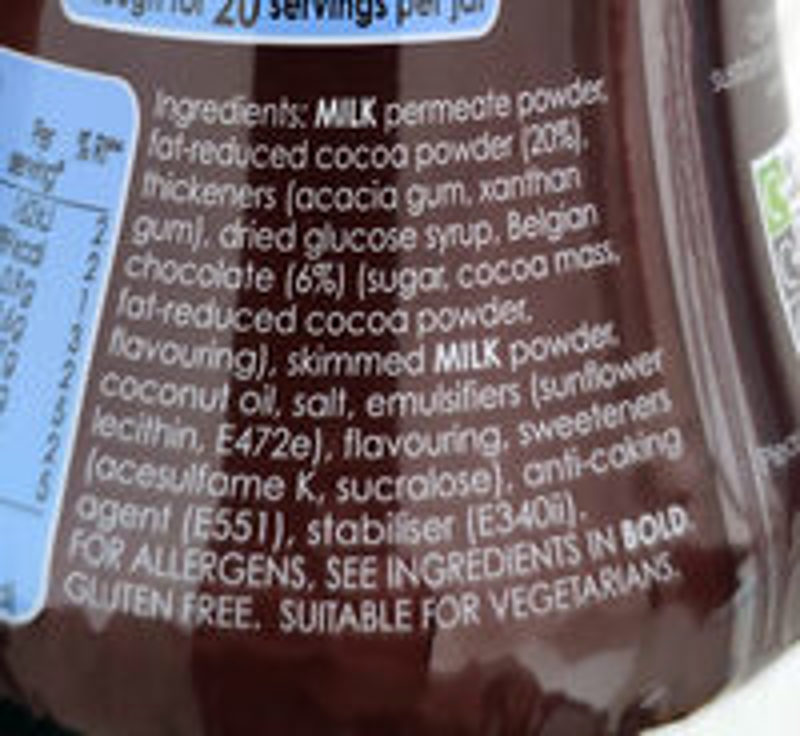 for 20 servings per jar
Ingredients: MILK permeate powder,
fat-reduced cocoa powder (20%),
thickeners (acacia gum, xanthan
gum), dried glucose syrup, Belgian
chocolate (6%) (sugar, cocoa mass,
fat-reduced cocoa powder,
flavouring), skimmed MILK powder,
coconut oil, salt, emulsifiers (sunflower
lecithin, E472e), flavouring, sweeteners
(acesulfame K, sucralose), anti-caking
agent (E551), stabiliser (E340ii).
FOR ALLERGENS, SEE INGREDIENTS IN BOLD.
GLUTEN FREE. SUITABLE FOR VEGETARIANS.